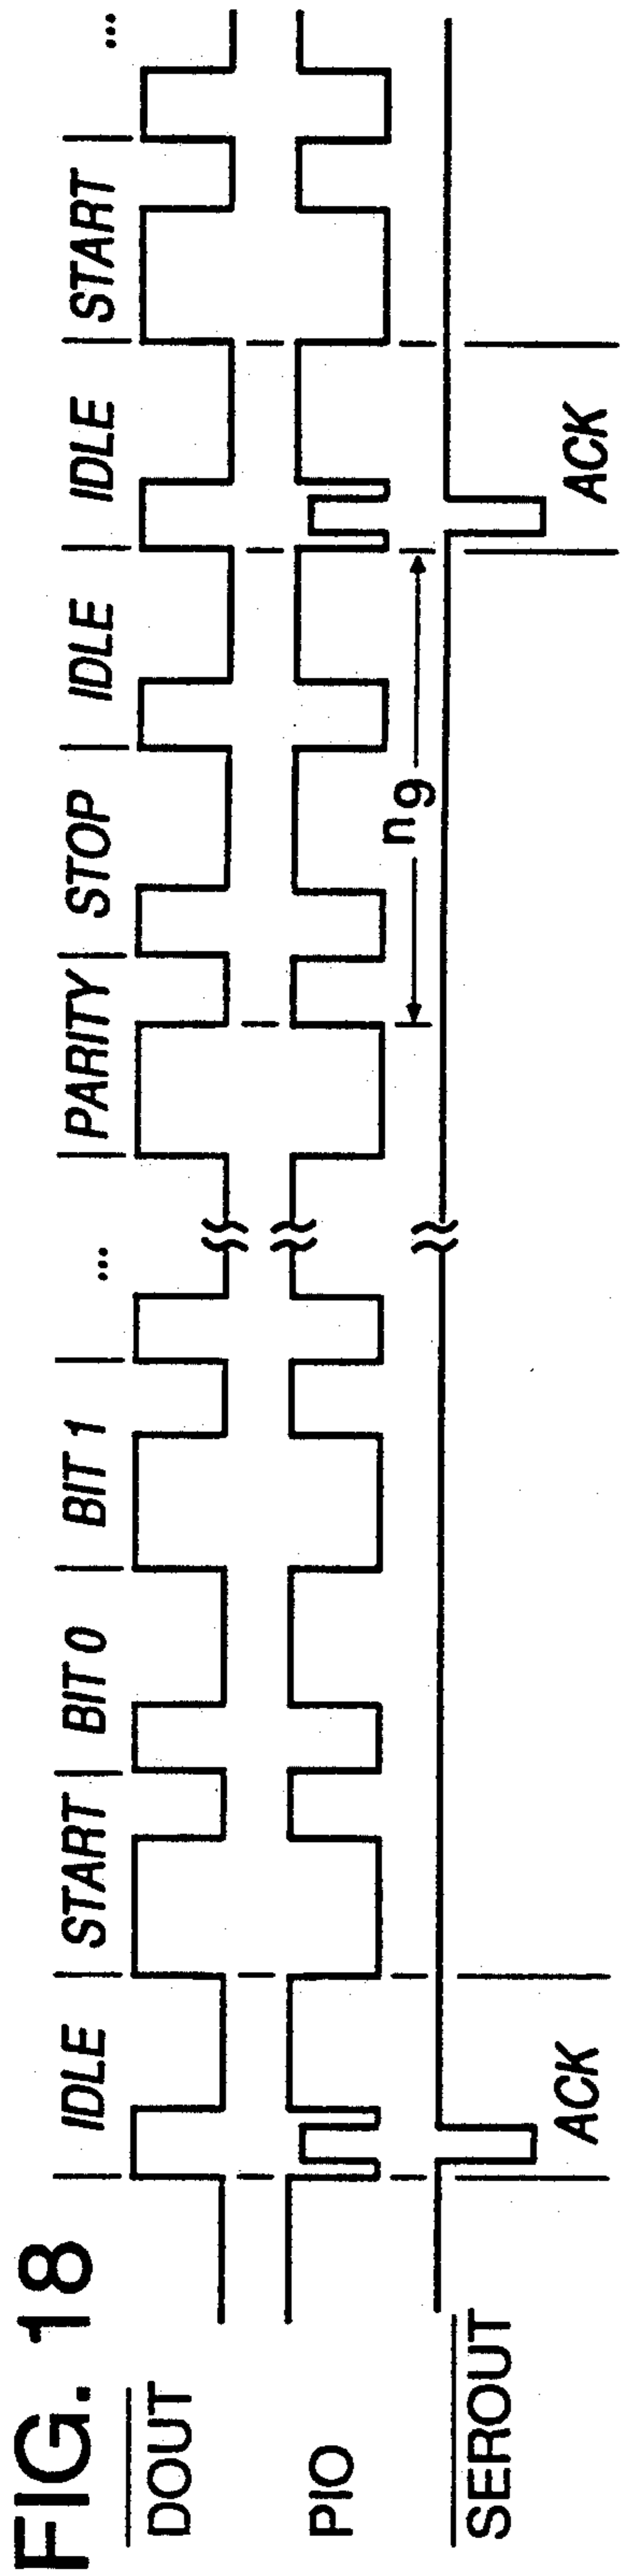 FIG. 18
IDLE START BIT 0 BIT 1 ... PARITY STOP IDLE IDLE START ...
DOUT
PIO
n9
SEROUT
ACK ACK